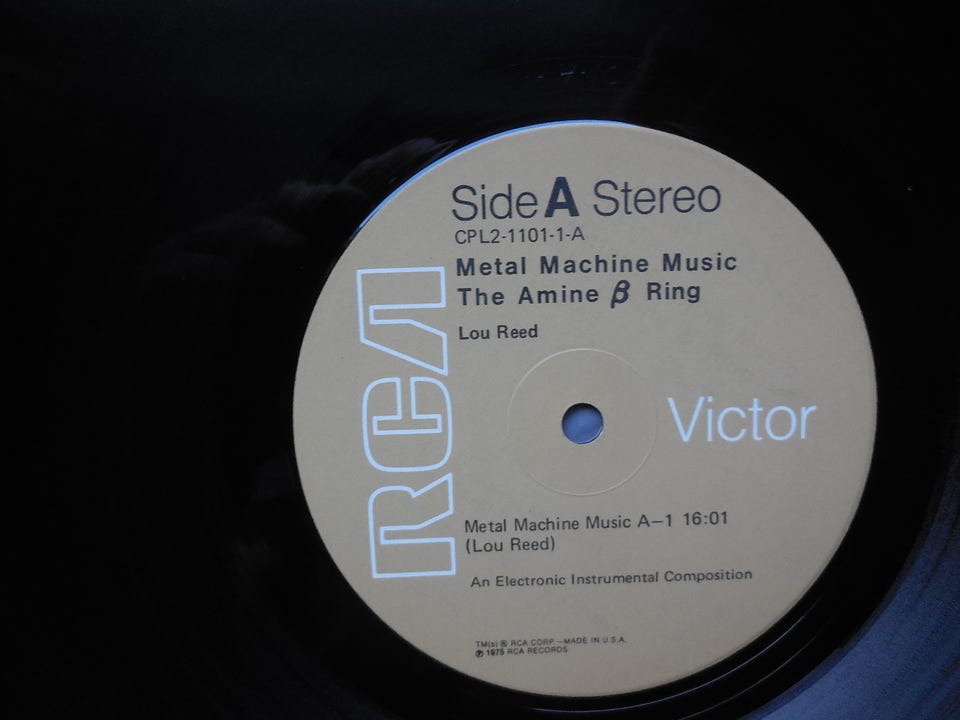 Side A Stereo
CPL2-1101-1-A
Metal Machine Music
The Amine β Ring
Lou Reed
RCA
Victor
Metal Machine Music A–1 16:01
(Lou Reed)
An Electronic Instrumental Composition
TM(s) ® RCA CORP.–MADE IN U.S.A.
℗ 1975 RCA RECORDS